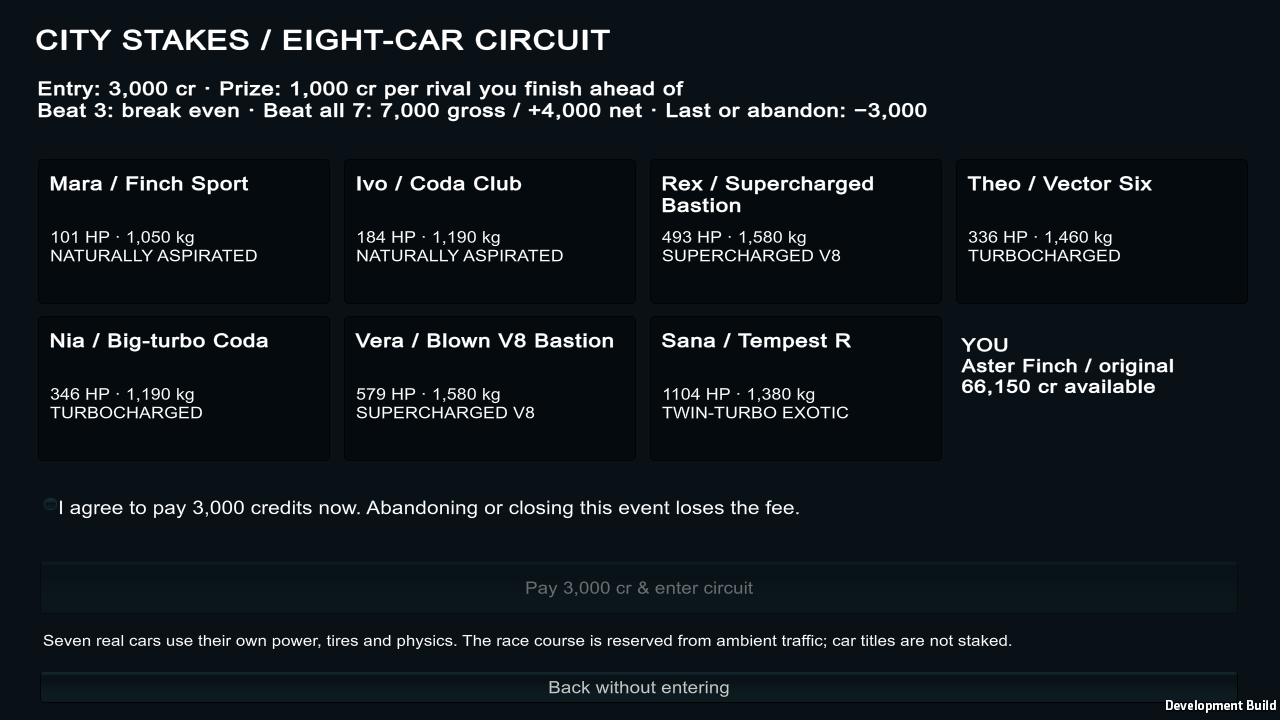 CITY STAKES / EIGHT-CAR CIRCUIT
Entry: 3,000 cr · Prize: 1,000 cr per rival you finish ahead of
Beat 3: break even · Beat all 7: 7,000 gross / +4,000 net · Last or abandon: −3,000
Mara / Finch Sport
101 HP · 1,050 kg
NATURALLY ASPIRATED
Ivo / Coda Club
184 HP · 1,190 kg
NATURALLY ASPIRATED
Rex / Supercharged
Bastion
493 HP · 1,580 kg
SUPERCHARGED V8
Theo / Vector Six
336 HP · 1,460 kg
TURBOCHARGED
Nia / Big-turbo Coda
346 HP · 1,190 kg
TURBOCHARGED
Vera / Blown V8 Bastion
579 HP · 1,580 kg
SUPERCHARGED V8
Sana / Tempest R
1104 HP · 1,380 kg
TWIN-TURBO EXOTIC
YOU
Aster Finch / original
66,150 cr available
I agree to pay 3,000 credits now. Abandoning or closing this event loses the fee.
Pay 3,000 cr & enter circuit
Seven real cars use their own power, tires and physics. The race course is reserved from ambient traffic; car titles are not staked.
Back without entering
Development Build